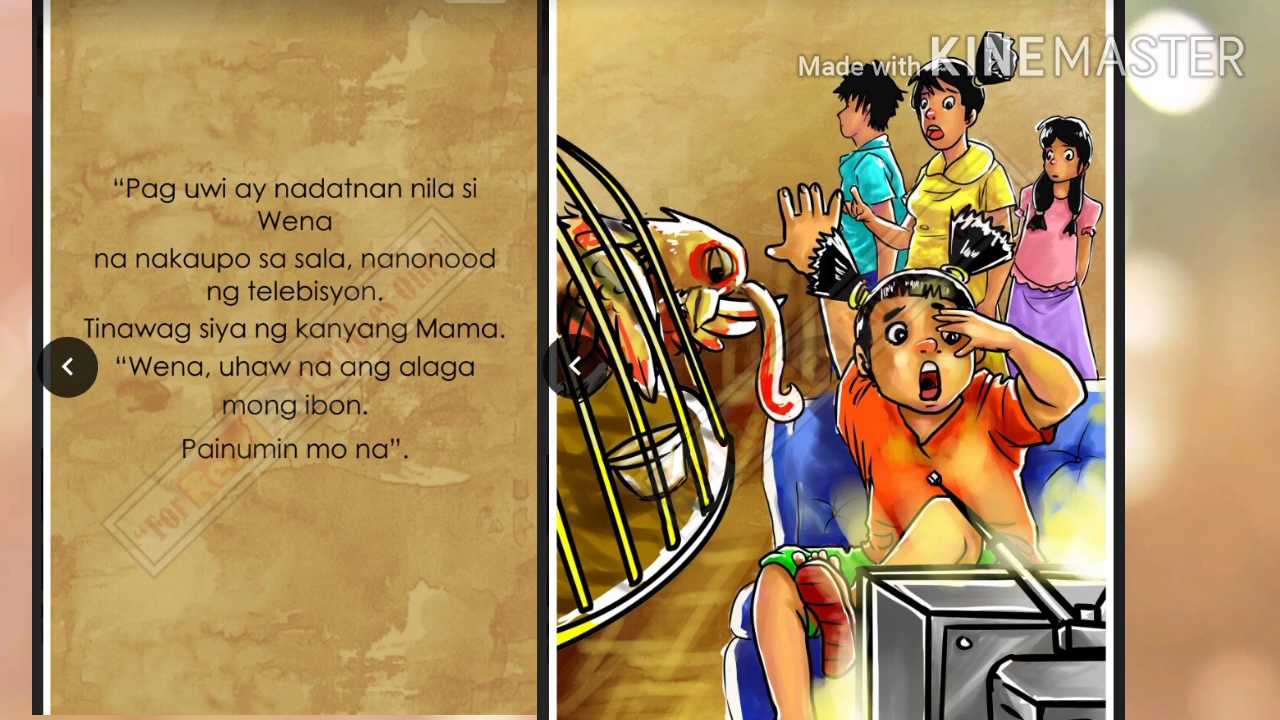 “Pag uwi ay nadatnan nila si
Wena
na nakaupo sa sala, nanonood
ng telebisyon.
Tinawag siya ng kanyang Mama.
“Wena, uhaw na ang alaga
mong ibon.
Painumin mo na”.
Made with KINEMASTER